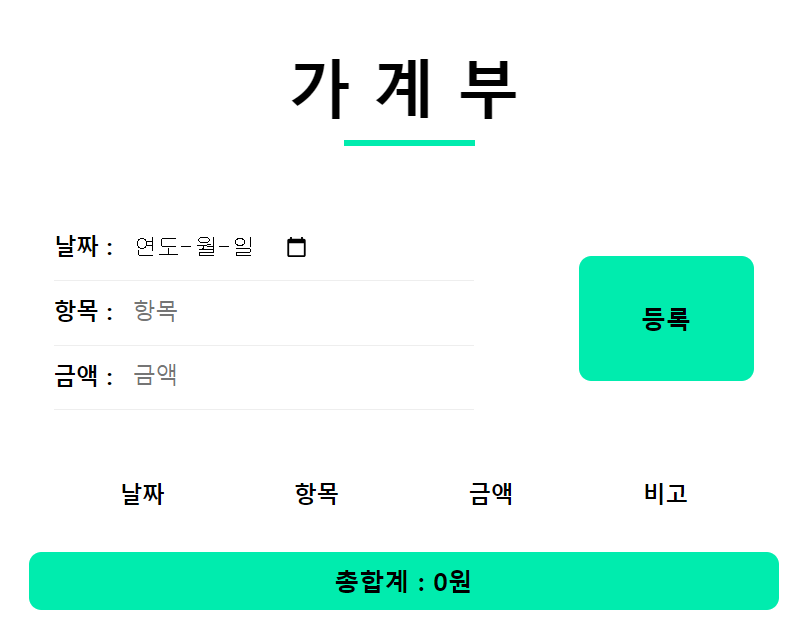 가 계 부
날짜 : 연도-월-일
항목 : 항목
금액 : 금액
등록
날짜 항목 금액 비고
총합계 : 0원